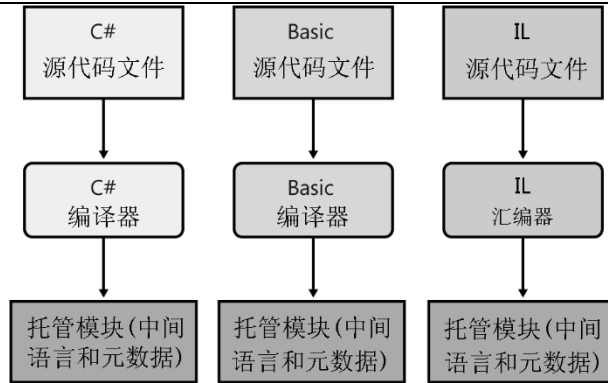 C#
源代码文件
Basic
源代码文件
IL
源代码文件
C#
编译器
Basic
编译器
IL
汇编器
托管模块(中间
语言和元数据)
托管模块(中间
语言和元数据)
托管模块(中间
语言和元数据)